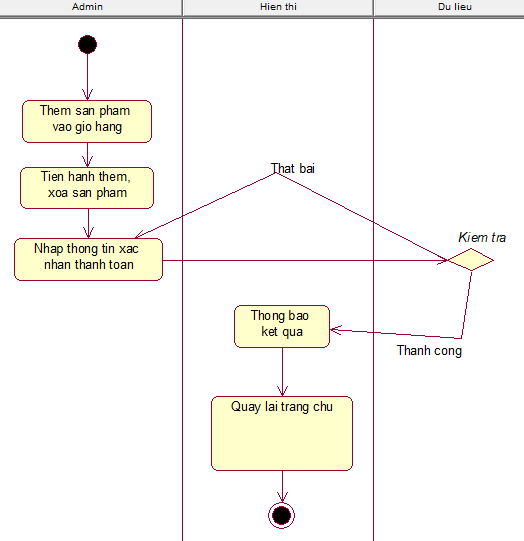 Admin
Hien thi
Du lieu
Them san pham
vao gio hang
Tien hanh them,
xoa san pham
That bai
Kiem tra
Nhap thong tin xac
nhan thanh toan
Thong bao
ket qua
Thanh cong
Quay lai trang chu